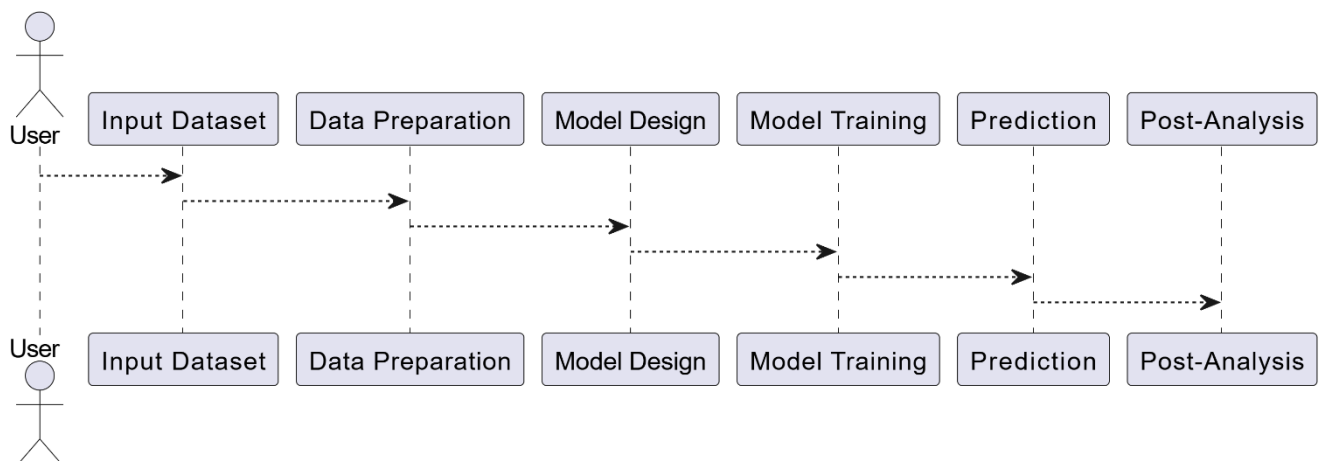 User
Input Dataset
Data Preparation
Model Design
Model Training
Prediction
Post-Analysis
User
Input Dataset
Data Preparation
Model Design
Model Training
Prediction
Post-Analysis